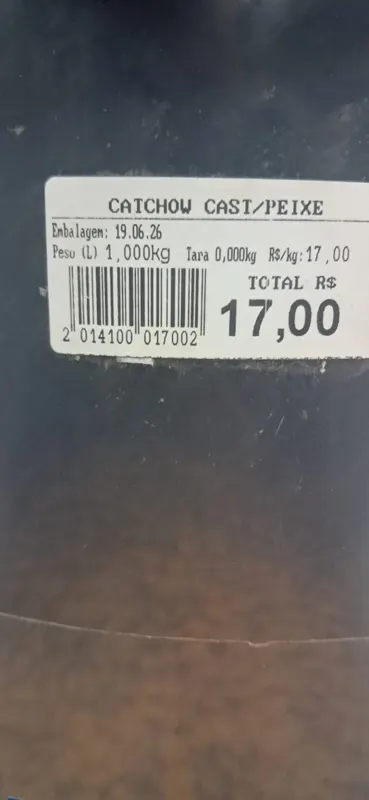 CATCHOW CAST/PEIXE
Embalagem: 19.06.26
Peso (L) 1,000kg Tara 0,000kg R$/kg: 17,00
TOTAL R$
17,00
2 014100 017002